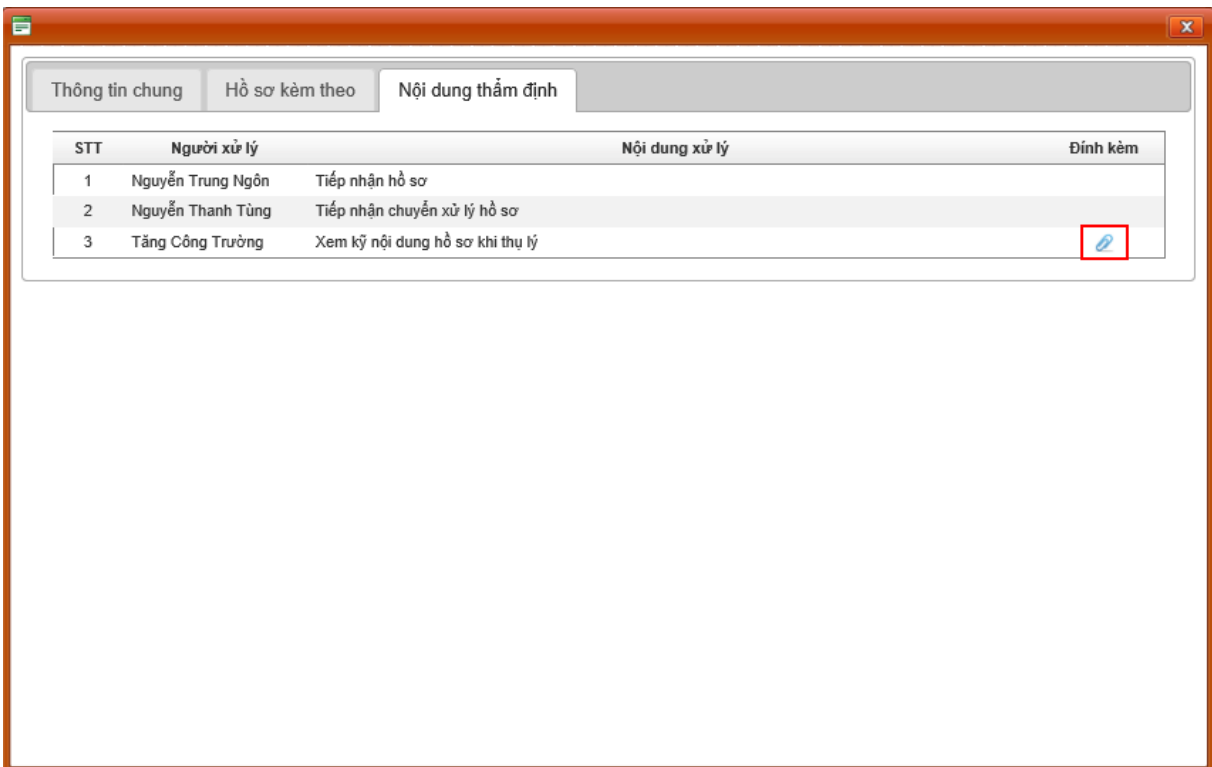 Thông tin chung Hồ sơ kèm theo Nội dung thẩm định
STT Người xử lý Nội dung xử lý Đính kèm
1 Nguyễn Trung Ngôn Tiếp nhận hồ sơ
2 Nguyễn Thanh Tùng Tiếp nhận chuyển xử lý hồ sơ
3 Tăng Công Trường Xem kỹ nội dung hồ sơ khi thụ lý